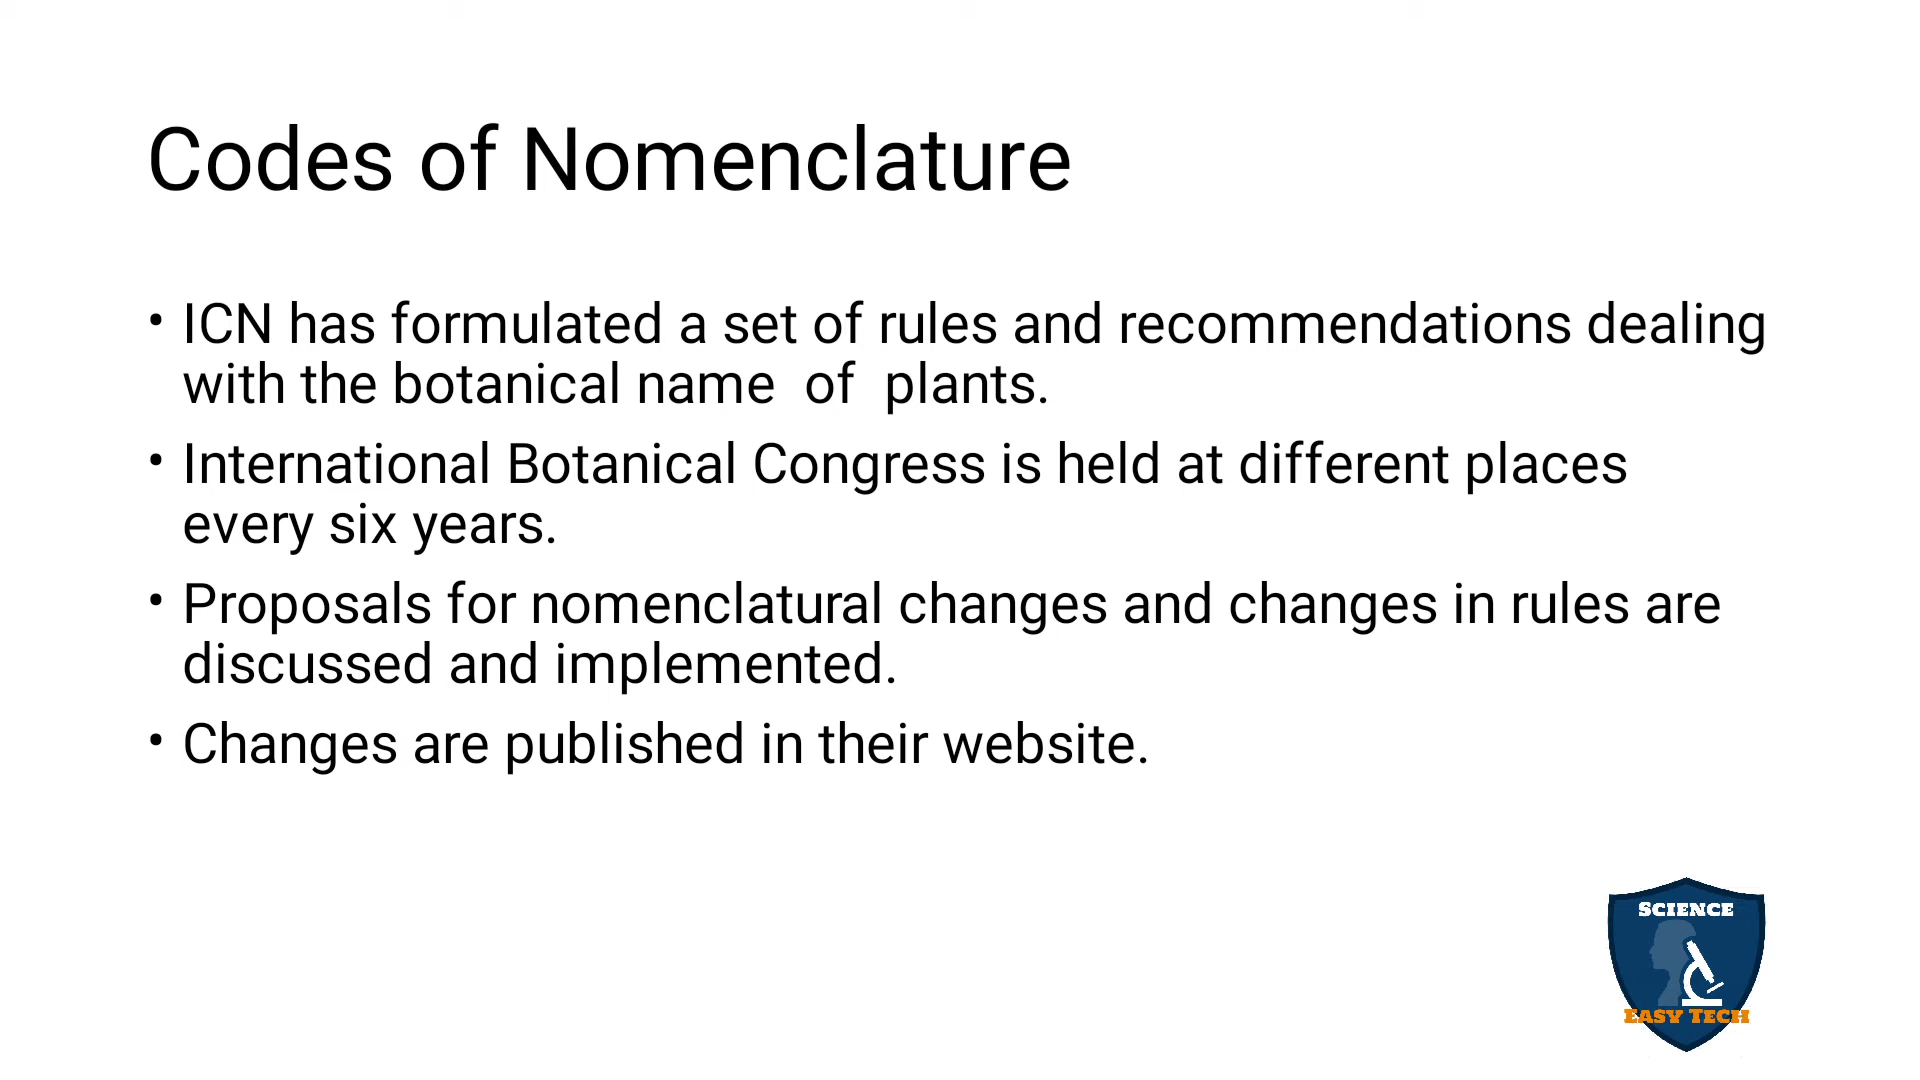 Codes of Nomenclature
• ICN has formulated a set of rules and recommendations dealing
with the botanical name  of  plants.
• International Botanical Congress is held at different places
every six years.
• Proposals for nomenclatural changes and changes in rules are
discussed and implemented.
• Changes are published in their website.
SCIENCE
EASY TECH